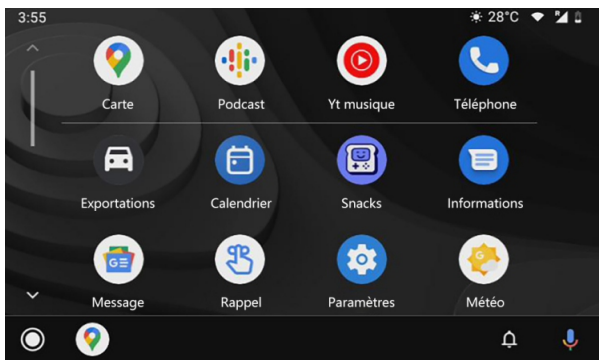 3:55 28°C
Carte Podcast Yt musique Téléphone
Exportations Calendrier Snacks Informations
Message Rappel Paramètres Météo